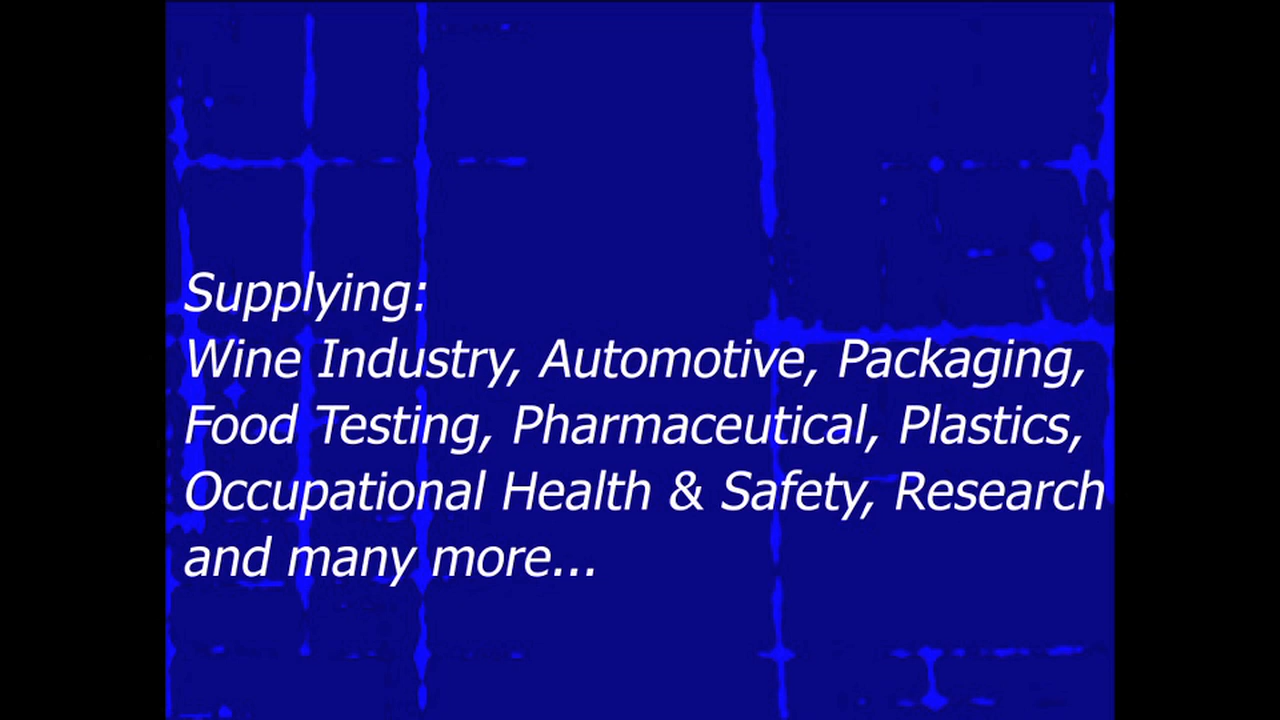 Supplying:
Wine Industry, Automotive, Packaging,
Food Testing, Pharmaceutical, Plastics,
Occupational Health & Safety, Research
and many more...